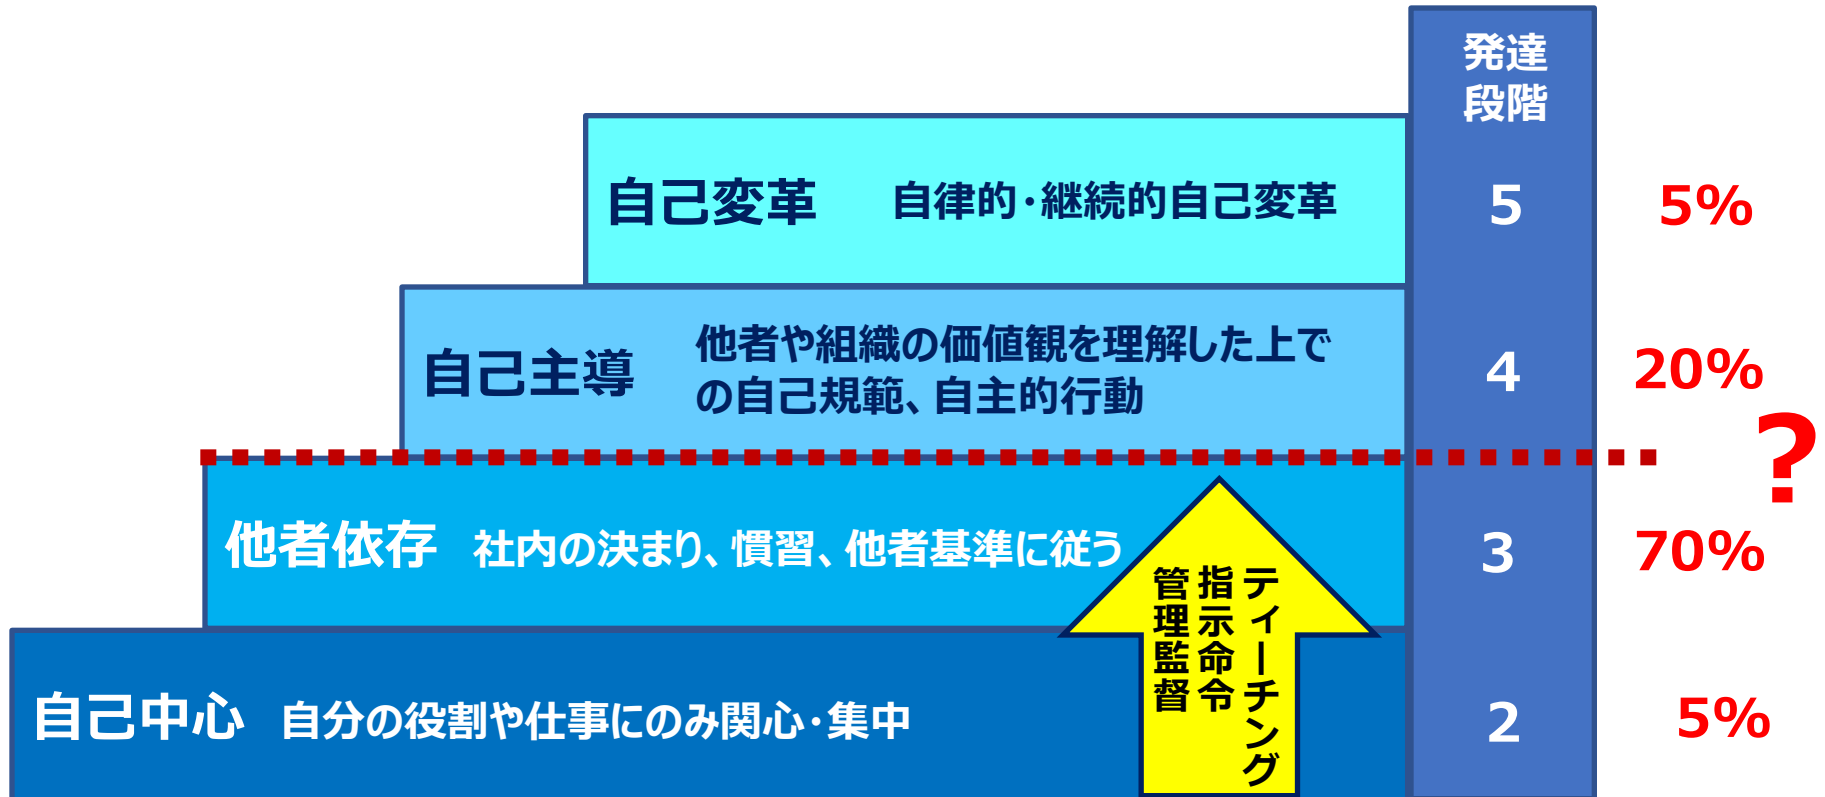 発達
段階
自己変革 自律的・継続的自己変革 5 5%
自己主導 他者や組織の価値観を理解した上で
の自己規範、自主的行動 4 20%
?
他者依存 社内の決まり、慣習、他者基準に従う 3 70%
自己中心 自分の役割や仕事にのみ関心・集中 2 5%
ティーチング
指示命令
管理監督